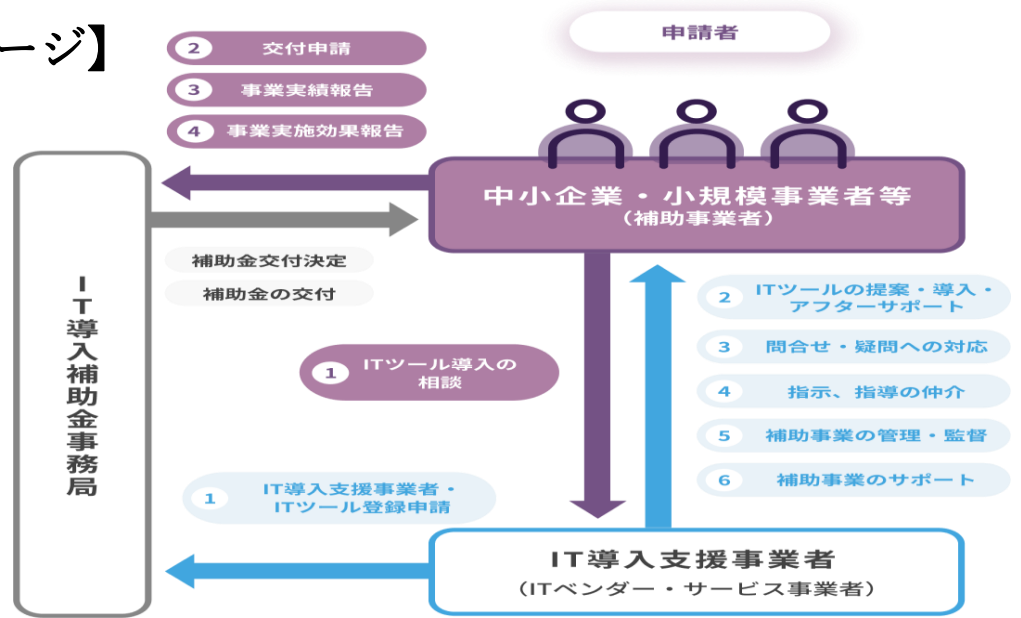 ージ】
申請者
2 交付申請
3 事業実績報告
4 事業実施効果報告
中小企業・小規模事業者等
（補助事業者）
補助金交付決定
補助金の交付
IT導入補助金事務局
1 ITツール導入の
相談
2 ITツールの提案・導入・
アフターサポート
3 問合せ・疑問への対応
4 指示、指導の仲介
5 補助事業の管理・監督
6 補助事業のサポート
1 IT導入支援事業者・
ITツール登録申請
IT導入支援事業者
（ITベンダー・サービス事業者）